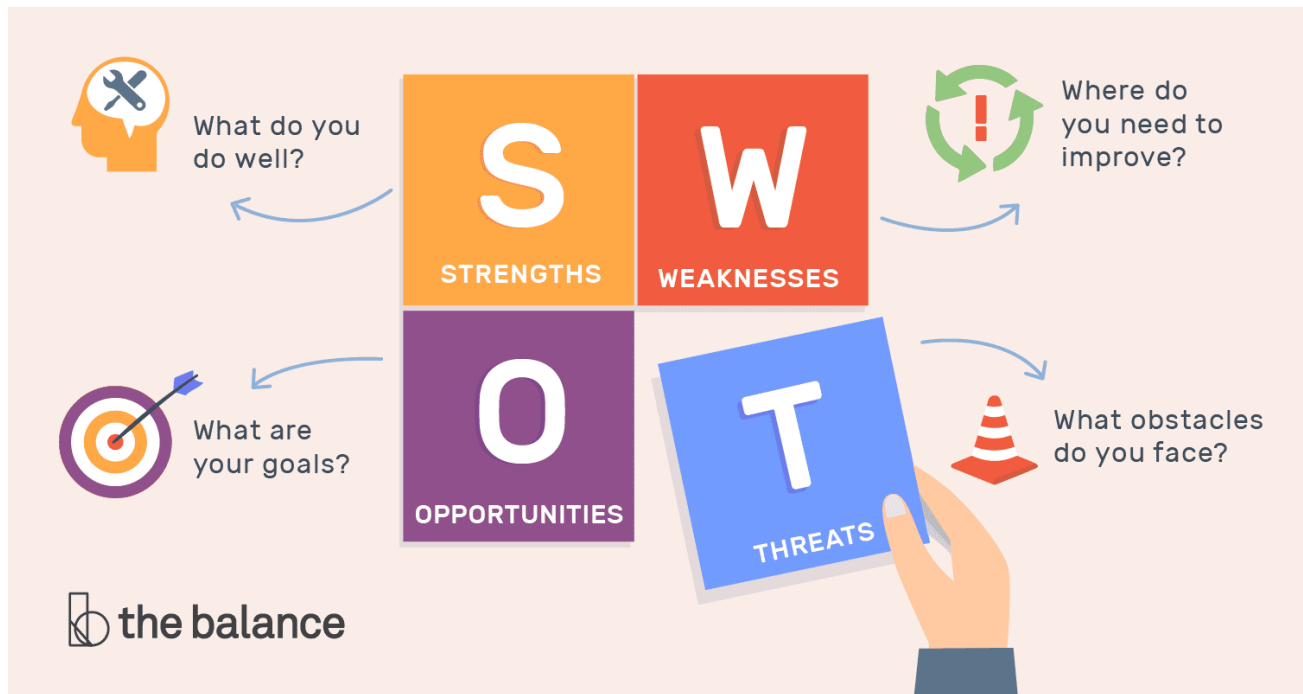 What do you
do well?
S
STRENGTHS
W
WEAKNESSES
Where do
you need to
improve?
What are
your goals?
O
OPPORTUNITIES
T
THREATS
What obstacles
do you face?
the balance